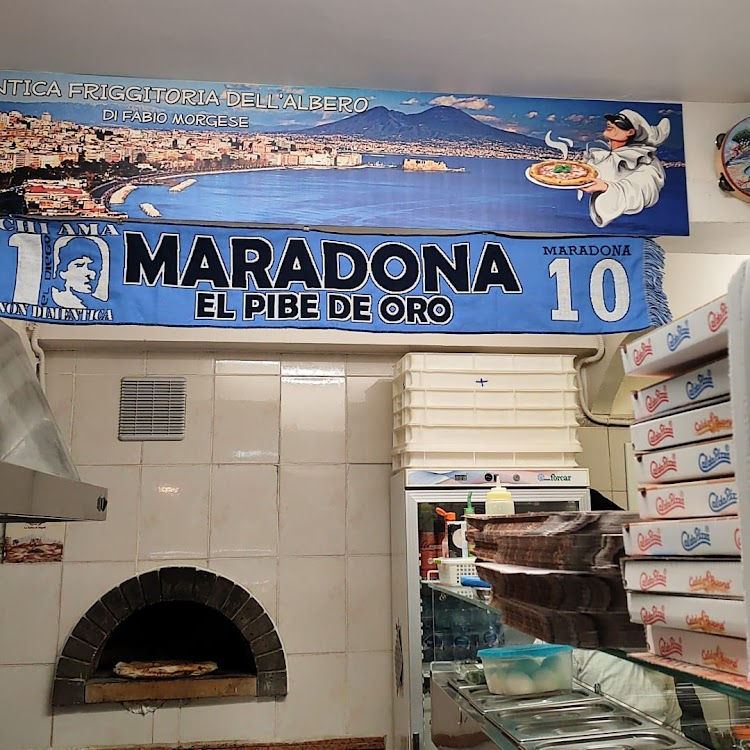 NTICA FRIGGITORIA DELL'ALBERO
DI FABIO MORGESE
CHI AMA
10
NON DIMENTICA
MARADONA
EL PIBE DE ORO
MARADONA
10
forcar